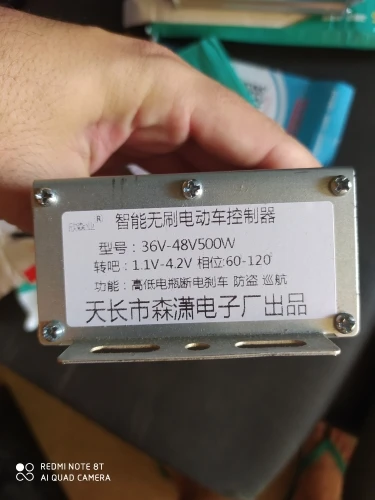 智能无刷电动车控制器
型号：36V-48V500W
转吧：1.1V-4.2V 相位:60-120
功能：高低电瓶断电刹车 防盗 巡航
天长市森潇电子厂出品
REDMI NOTE 8T
AI QUAD CAMERA